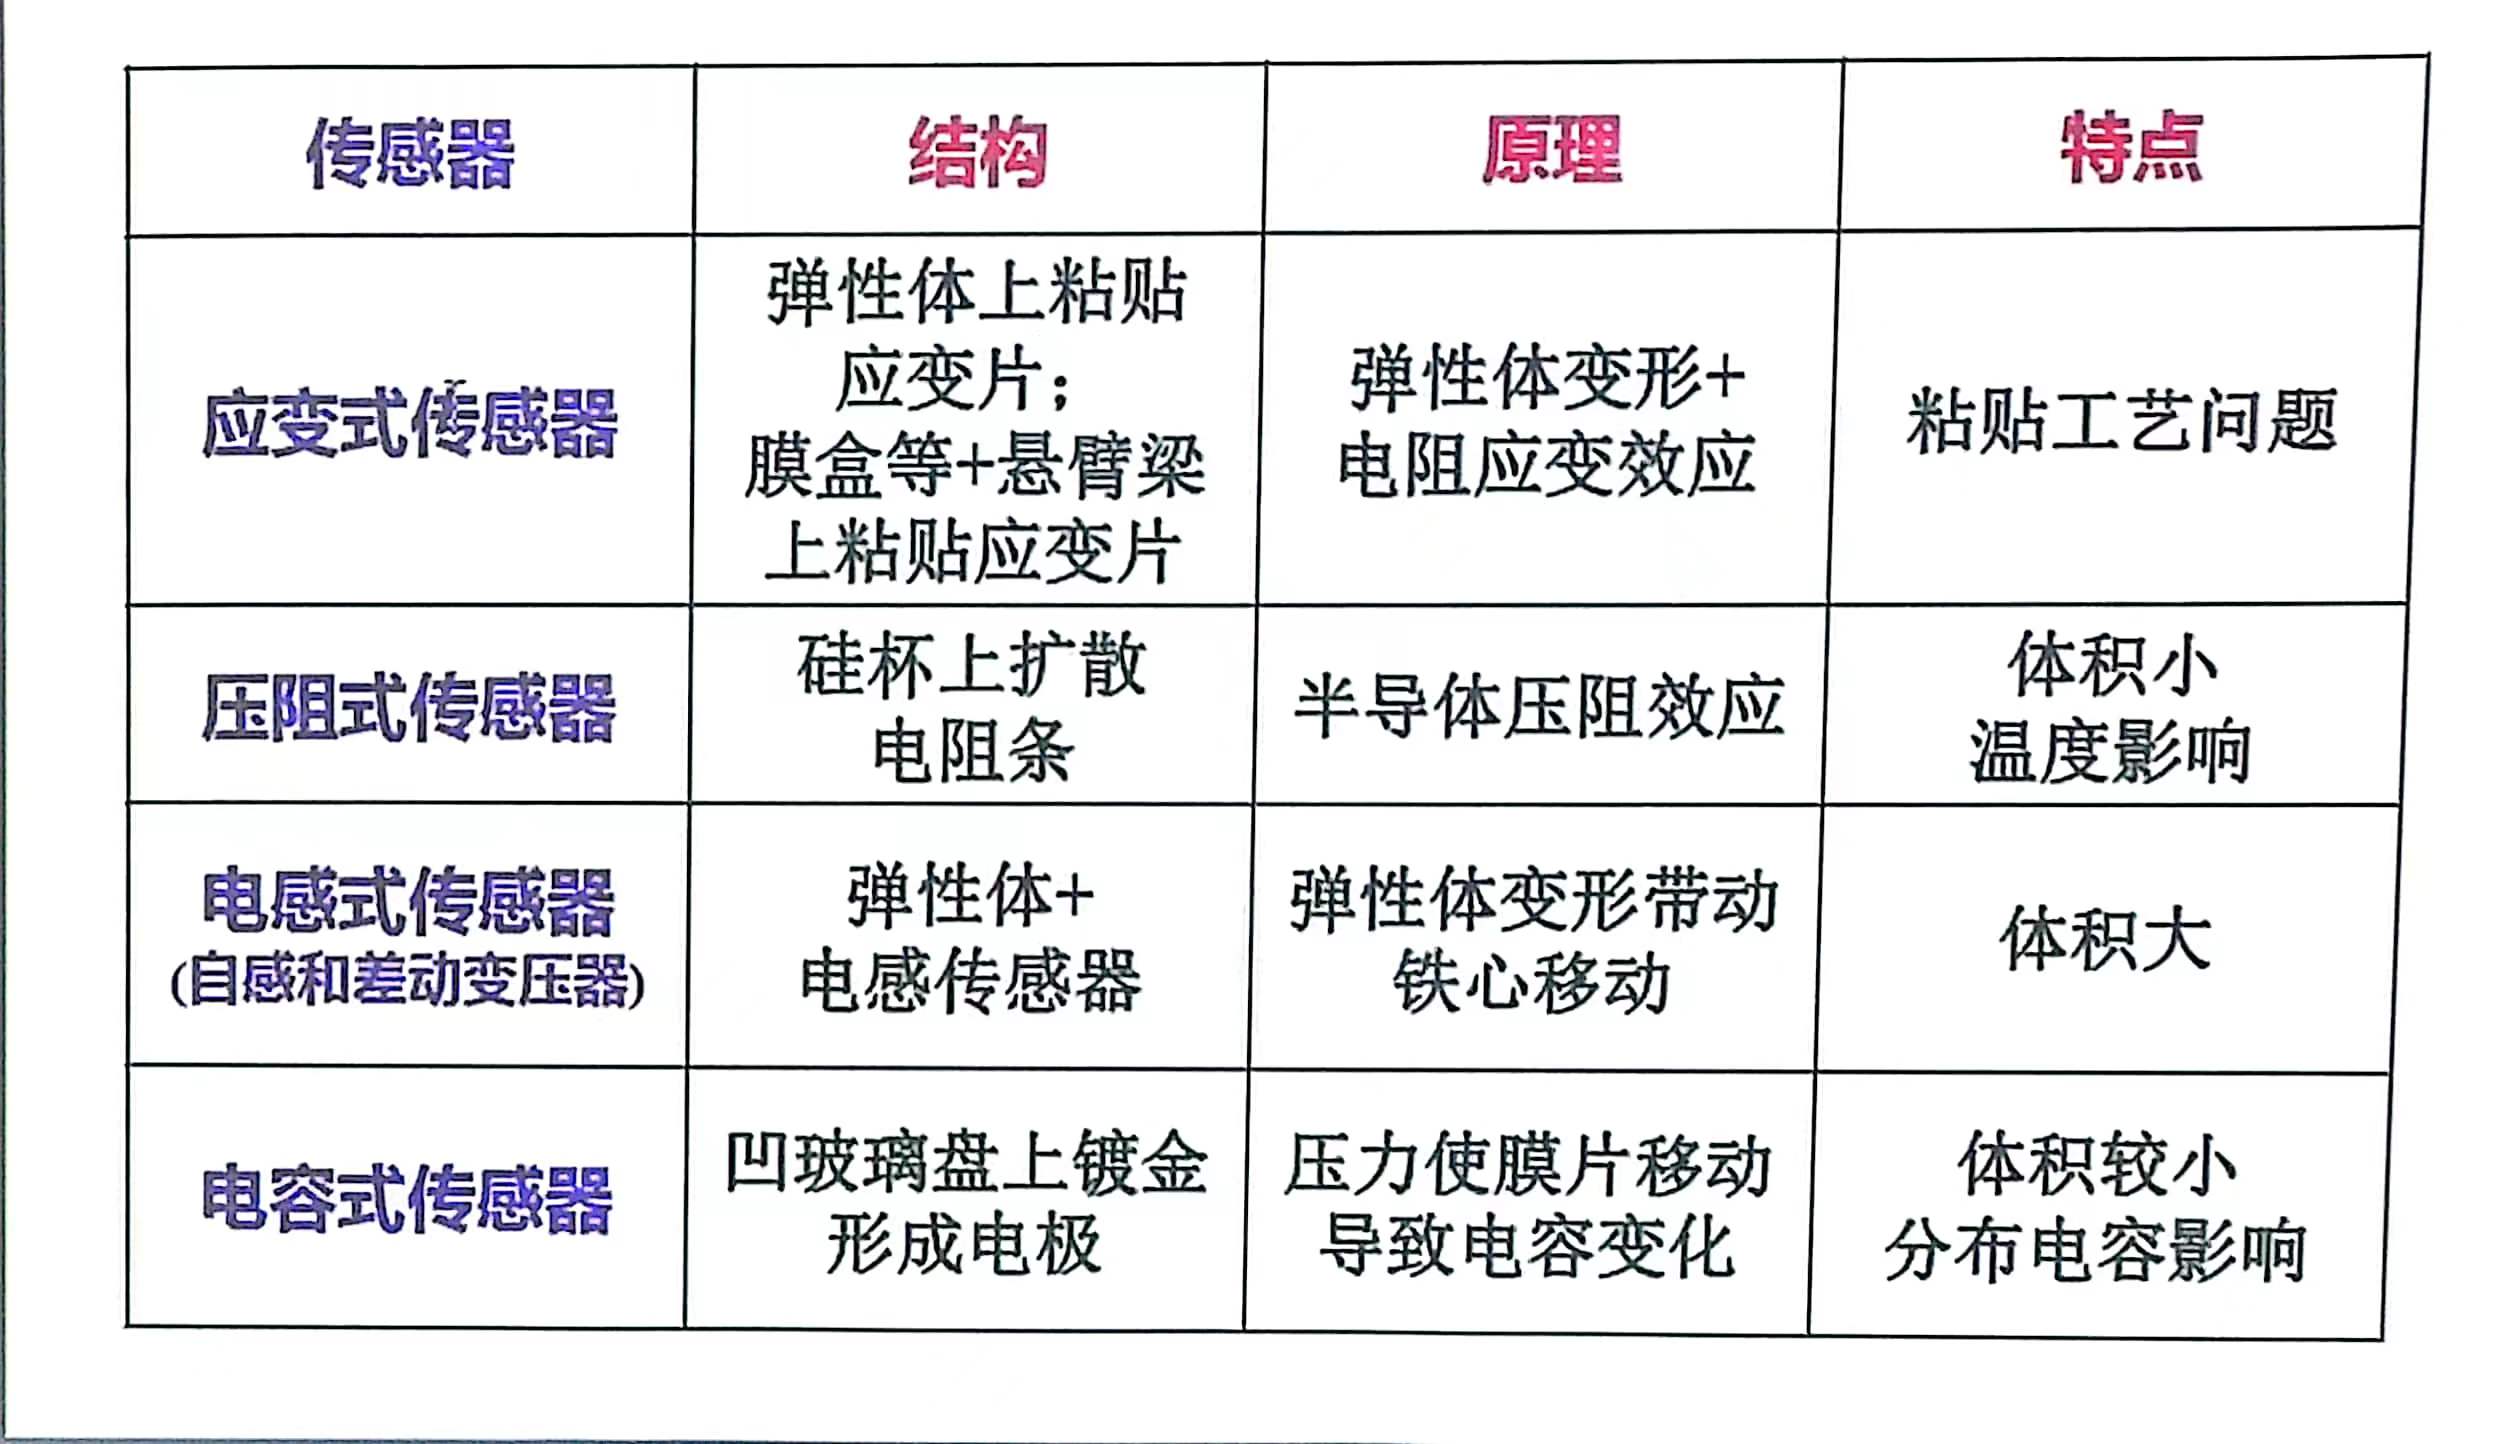 传感器
结构
原理
特点
应变式传感器
弹性体上粘贴
应变片；
膜盒等+悬臂梁
上粘贴应变片
弹性体变形+
电阻应变效应
粘贴工艺问题
压阻式传感器
硅杯上扩散
电阻条
半导体压阻效应
体积小
温度影响
电感式传感器
(自感和差动变压器)
弹性体+
电感传感器
弹性体变形带动
铁心移动
体积大
电容式传感器
凹玻璃盘上镀金
形成电极
压力使膜片移动
导致电容变化
体积较小
分布电容影响